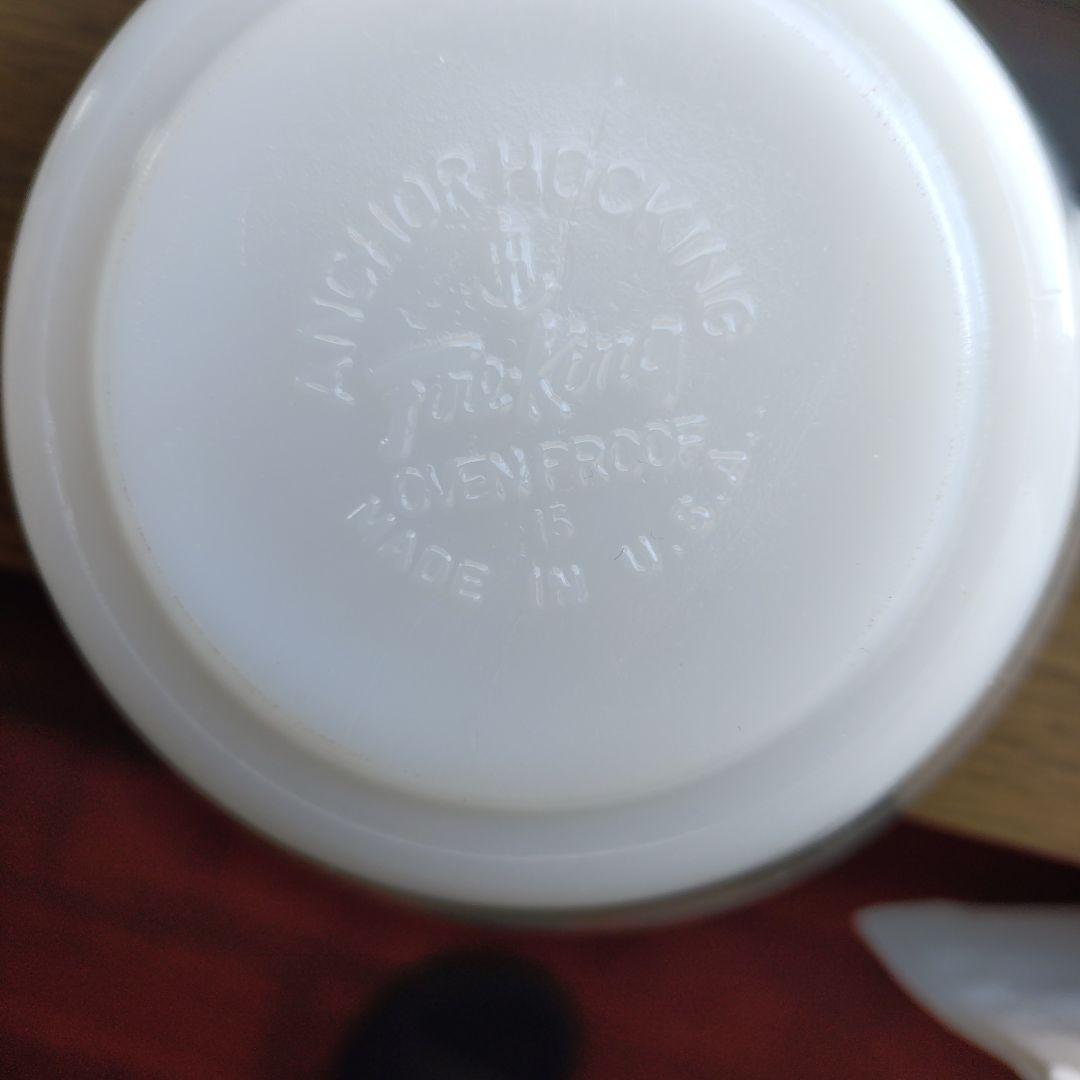 ANCHOR HOCKING
Fire-King
OVEN PROOF
15
MADE IN U.S.A.